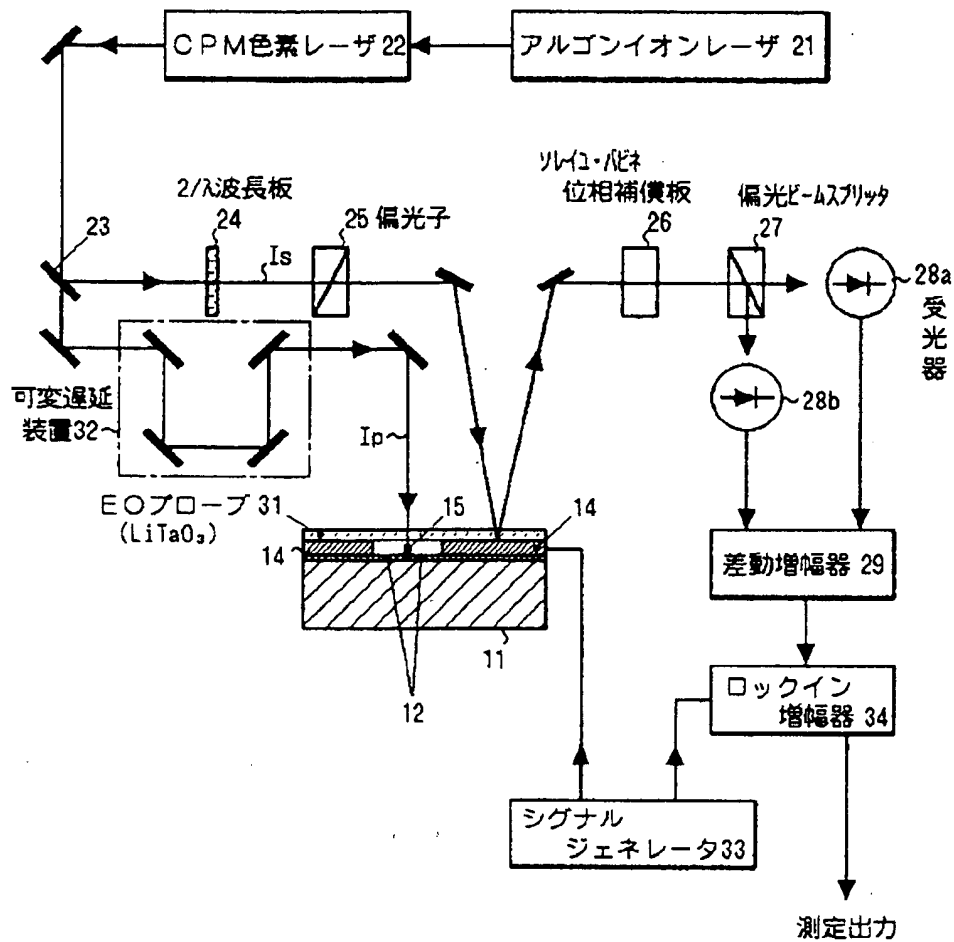 CPM色素レーザ 22
アルゴンイオンレーザ 21
2/λ波長板
24
25 偏光子
ソレイユ・バビネ
位相補償板
26
偏光ビームスプリッタ
27
23
Is
28a
受光器
28b
可変遅延
装置32
Ip
EOプローブ 31
(LiTaO₃)
15
14
14
11
12
差動増幅器 29
ロックイン
増幅器 34
シグナル
ジェネレータ33
測定出力